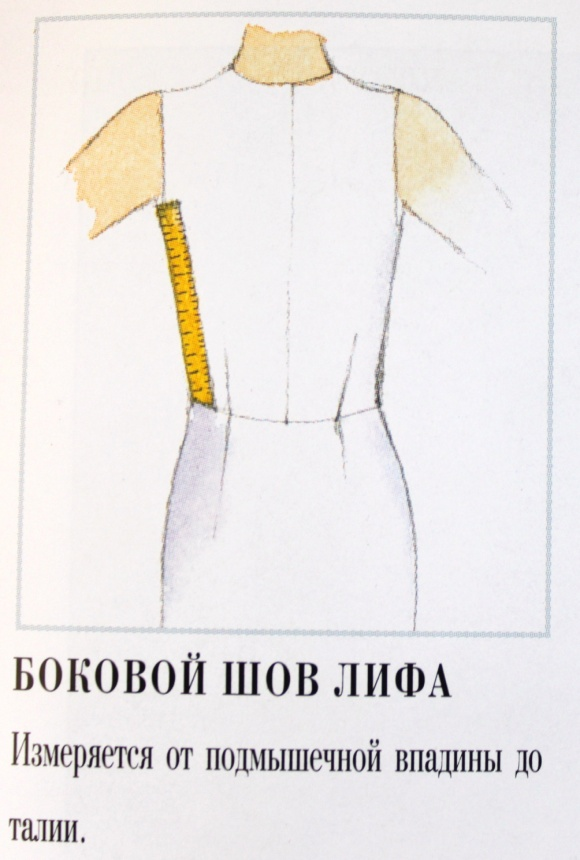 БОКОВОЙ ШОВ ЛИФА
Измеряется от подмышечной впадины до
талии.